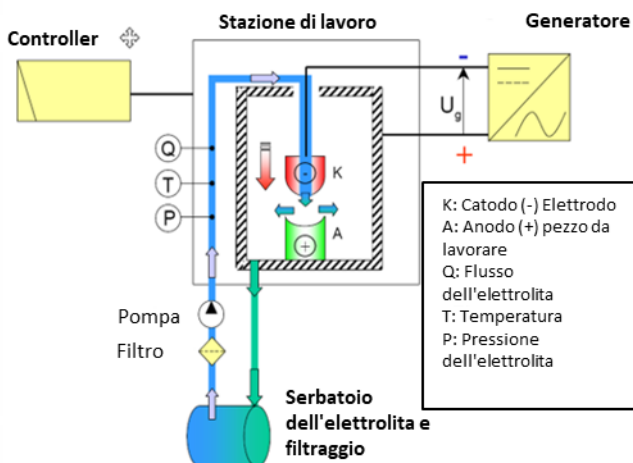 Stazione di lavoro
Generatore
Controller
-
U g
+
Q
T
P
K
-
A
+
K: Catodo (-) Elettrodo
A: Anodo (+) pezzo da
lavorare
Q: Flusso
dell'elettrolita
T: Temperatura
P: Pressione
dell'elettrolita
Pompa
Filtro
Serbatoio
dell'elettrolita e
filtraggio